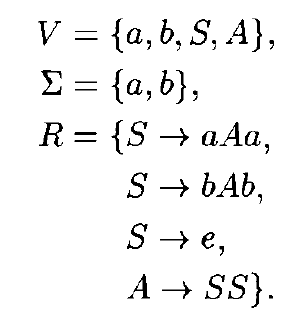 V = {a, b, S, A},
Σ = {a, b},
R = {S → aAa,
S → bAb,
S → e,
A → SS}.